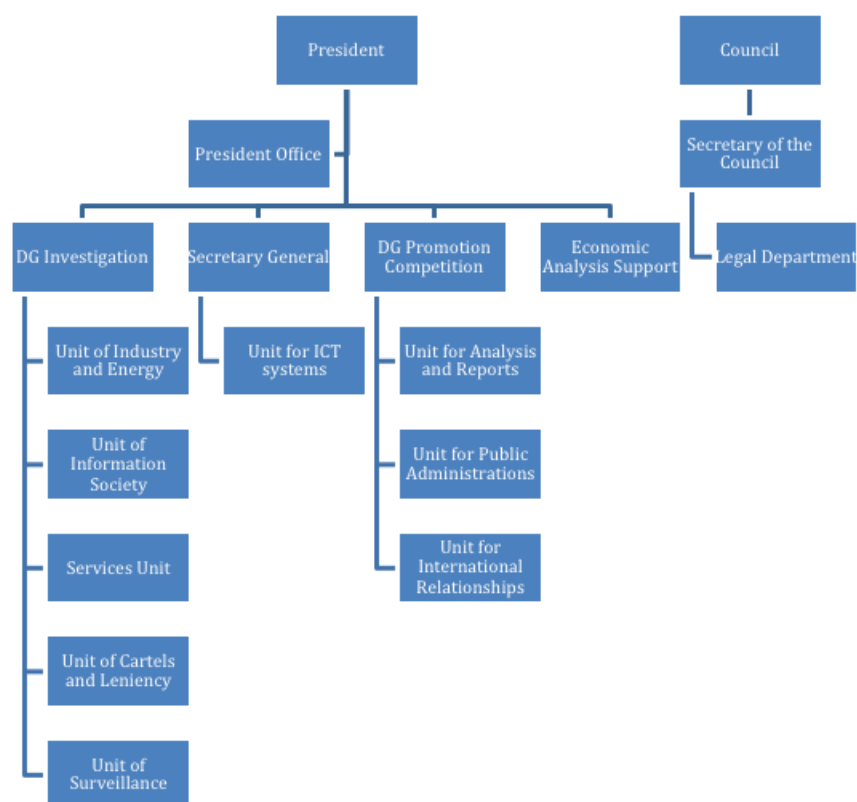 President
Council
President Office
Secretary of the
Council
DG Investigation
Secretary General
DG Promotion
Competition
Economic
Analysis Support
Legal Department
Unit of Industry
and Energy
Unit for ICT
systems
Unit for Analysis
and Reports
Unit of
Information
Society
Unit for Public
Administrations
Services Unit
Unit for
International
Relationships
Unit of Cartels
and Leniency
Unit of
Surveillance